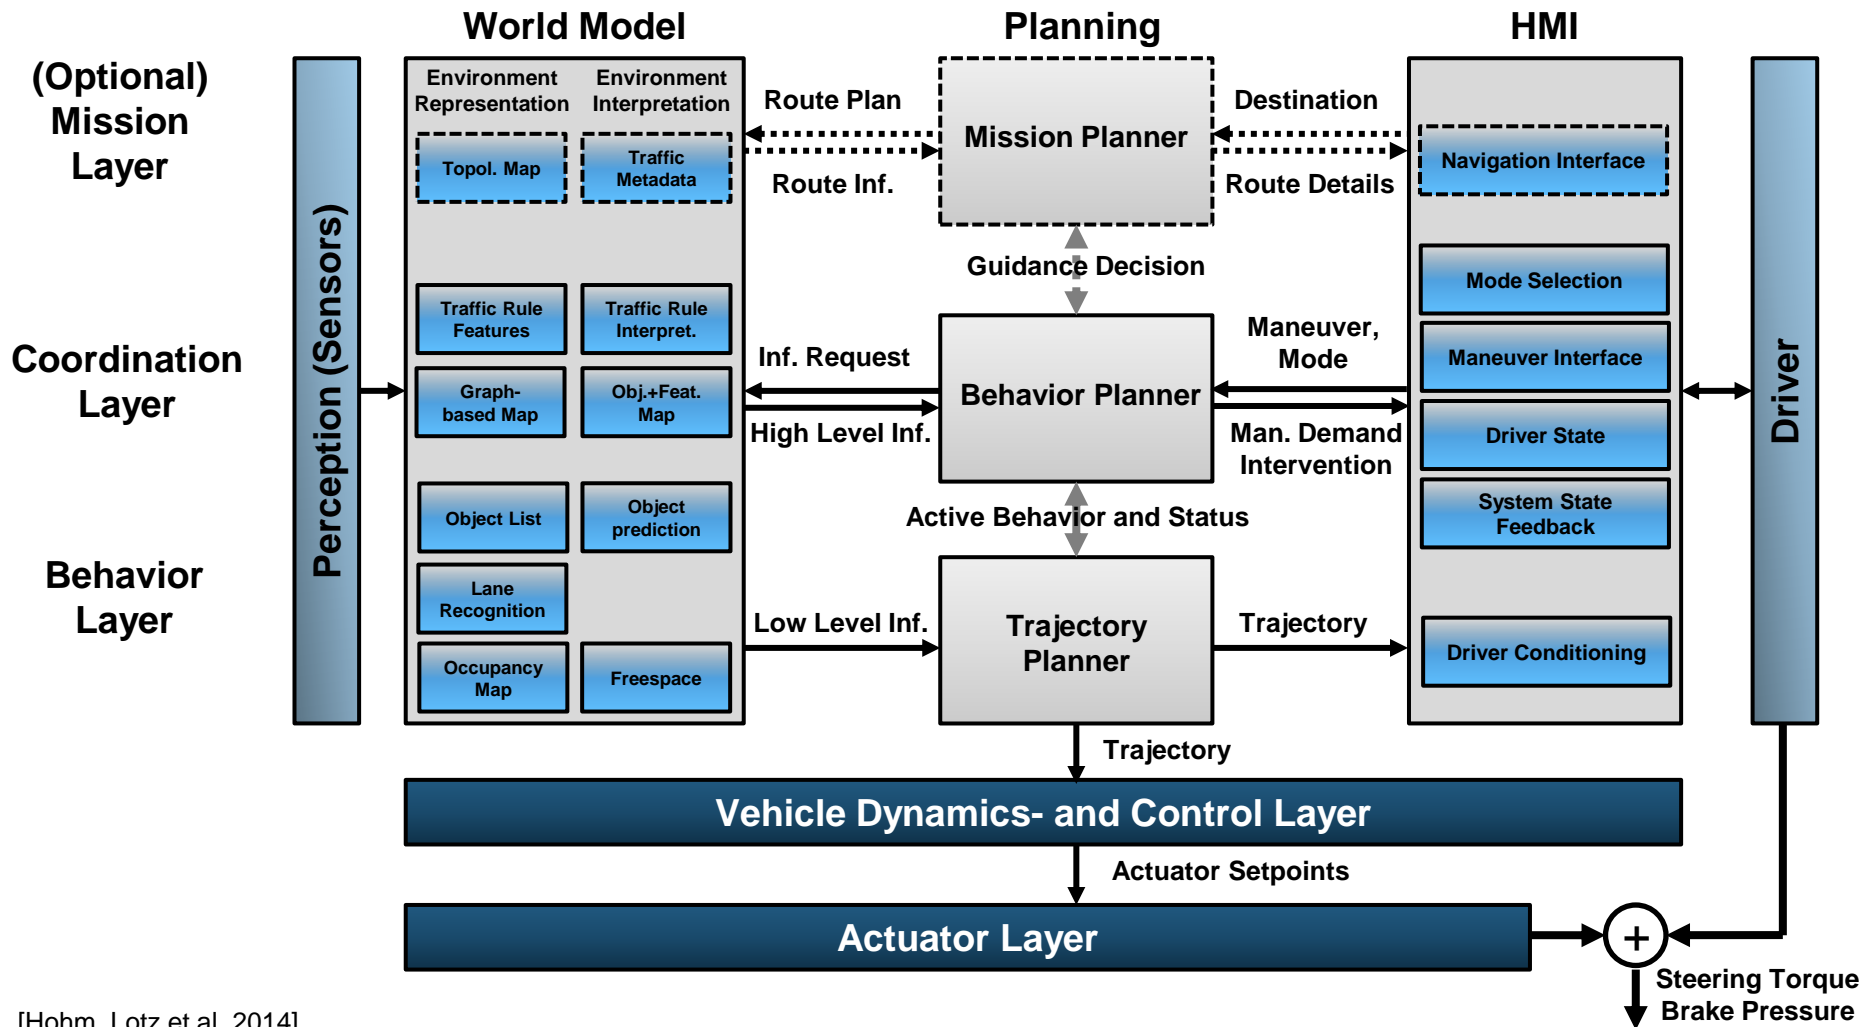 World Model
Planning
HMI
(Optional)
Mission
Layer
Coordination
Layer
Behavior
Layer
Perception (Sensors)
Environment
Representation
Environment
Interpretation
Topol. Map
Traffic
Metadata
Traffic Rule
Features
Traffic Rule
Interpret.
Graph-
based Map
Obj.+Feat.
Map
Object List
Object
prediction
Lane
Recognition
Occupancy
Map
Freespace
Route Plan
Route Inf.
Inf. Request
High Level Inf.
Low Level Inf.
Mission Planner
Guidance Decision
Behavior Planner
Active Behavior and Status
Trajectory
Planner
Destination
Route Details
Maneuver,
Mode
Man. Demand
Intervention
Trajectory
Navigation Interface
Mode Selection
Maneuver Interface
Driver State
System State
Feedback
Driver Conditioning
Driver
Trajectory
Vehicle Dynamics- and Control Layer
Actuator Setpoints
Actuator Layer
+
Steering Torque
Brake Pressure
[Hohm, Lotz et al. 2014]